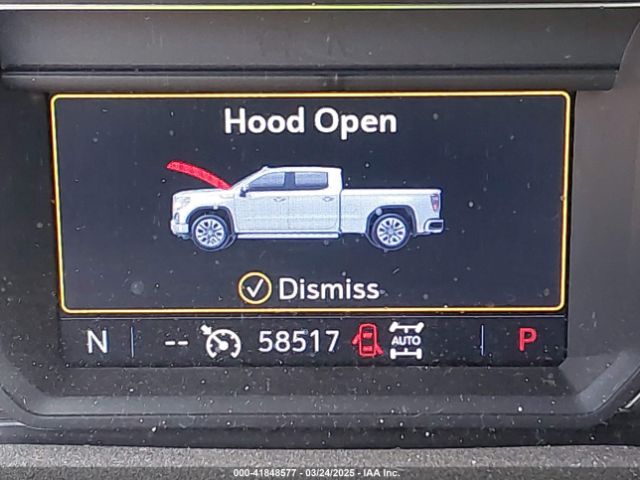 Hood Open
Dismiss
N -- 58517 AUTO P
000-41848577 - 03/24/2025 - IAA Inc.